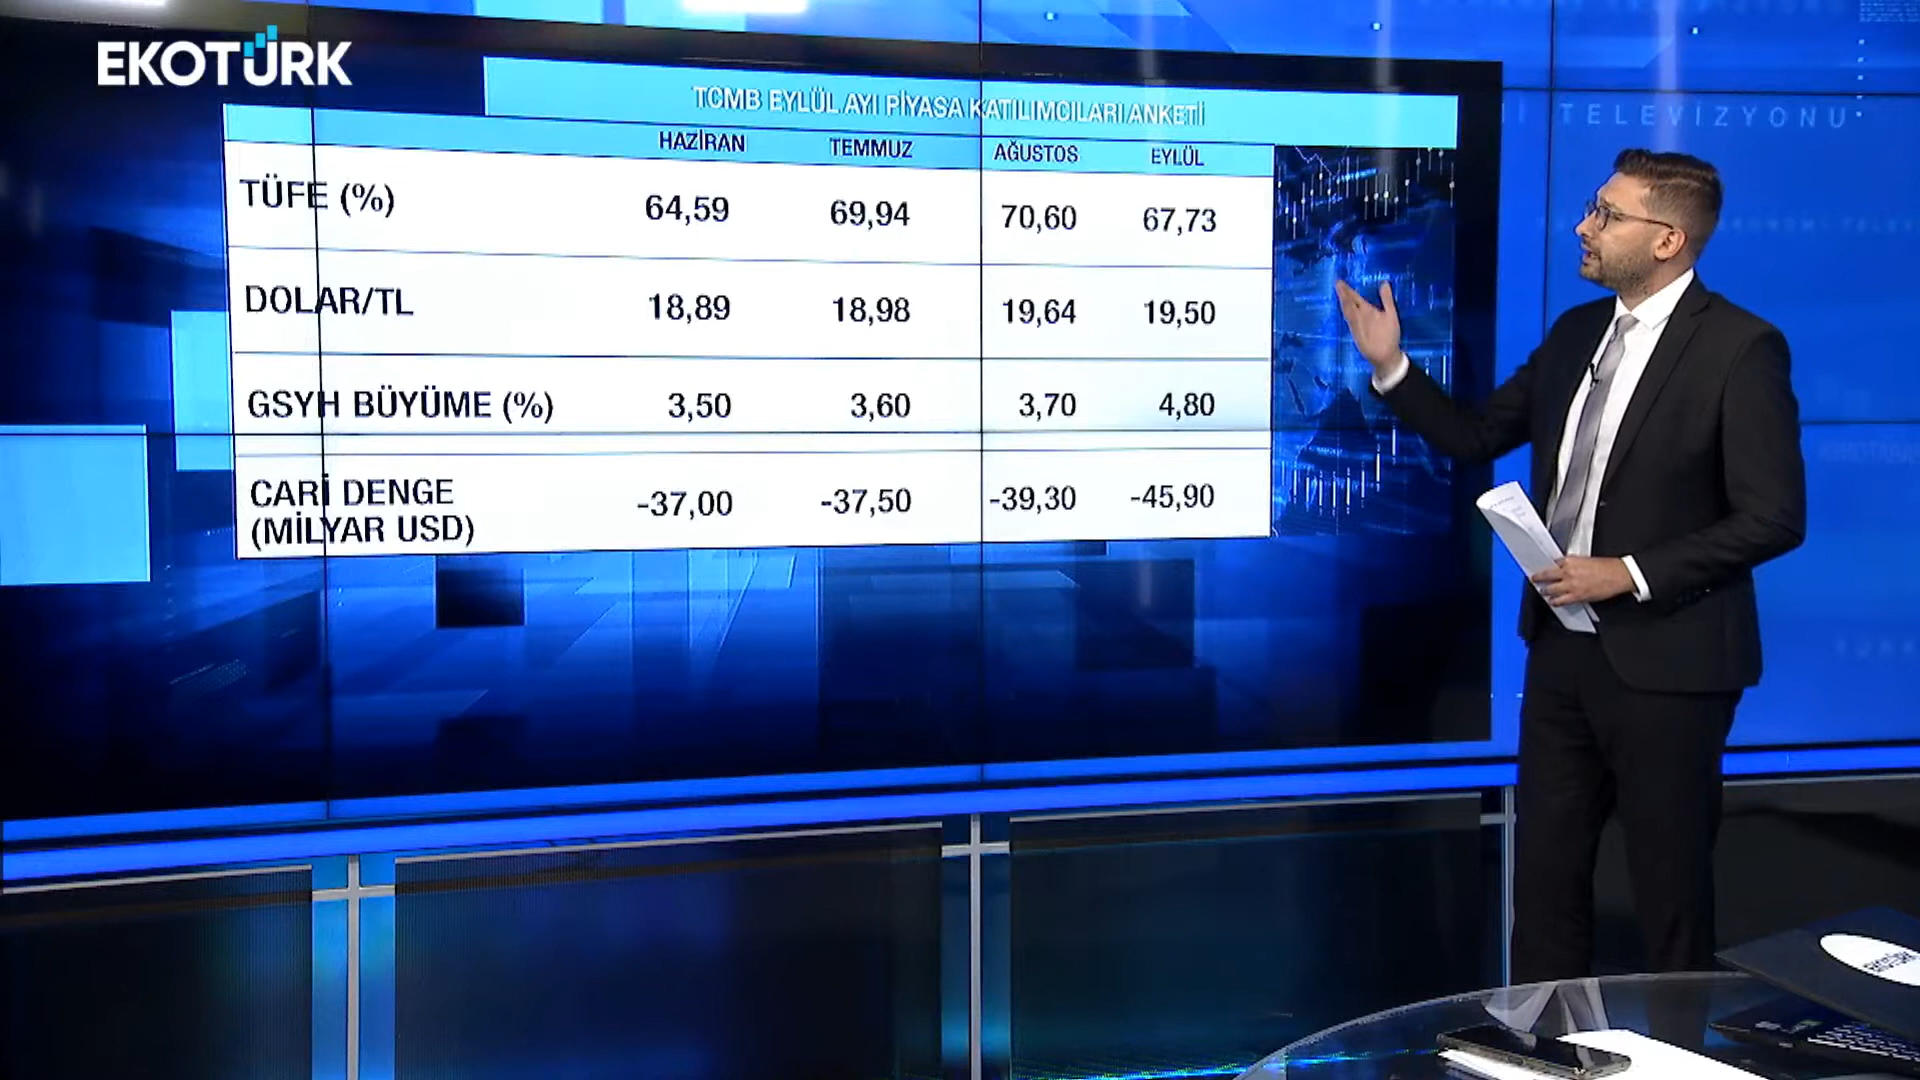 EKOTÜRK
TCMB EYLÜL AYI PİYASA KATILIMCILARI ANKETİ
HAZİRAN TEMMUZ AĞUSTOS EYLÜL
TÜFE (%) 64,59 69,94 70,60 67,73
DOLAR/TL 18,89 18,98 19,64 19,50
GSYH BÜYÜME (%) 3,50 3,60 3,70 4,80
CARİ DENGE
(MİLYAR USD) -37,00 -37,50 -39,30 -45,90
TELEVİZYONU
EKOTÜRK